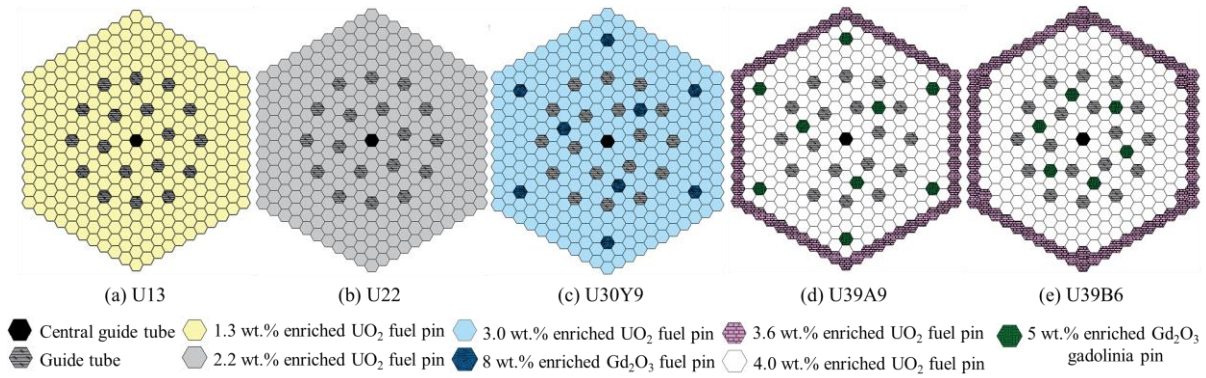 (a) U13 (b) U22 (c) U30Y9 (d) U39A9 (e) U39B6
Central guide tube 1.3 wt.% enriched UO₂ fuel pin 3.0 wt.% enriched UO₂ fuel pin 3.6 wt.% enriched UO₂ fuel pin 5 wt.% enriched Gd₂O₃
gadolinia pin
Guide tube 2.2 wt.% enriched UO₂ fuel pin 8 wt.% enriched Gd₂O₃ fuel pin 4.0 wt.% enriched UO₂ fuel pin